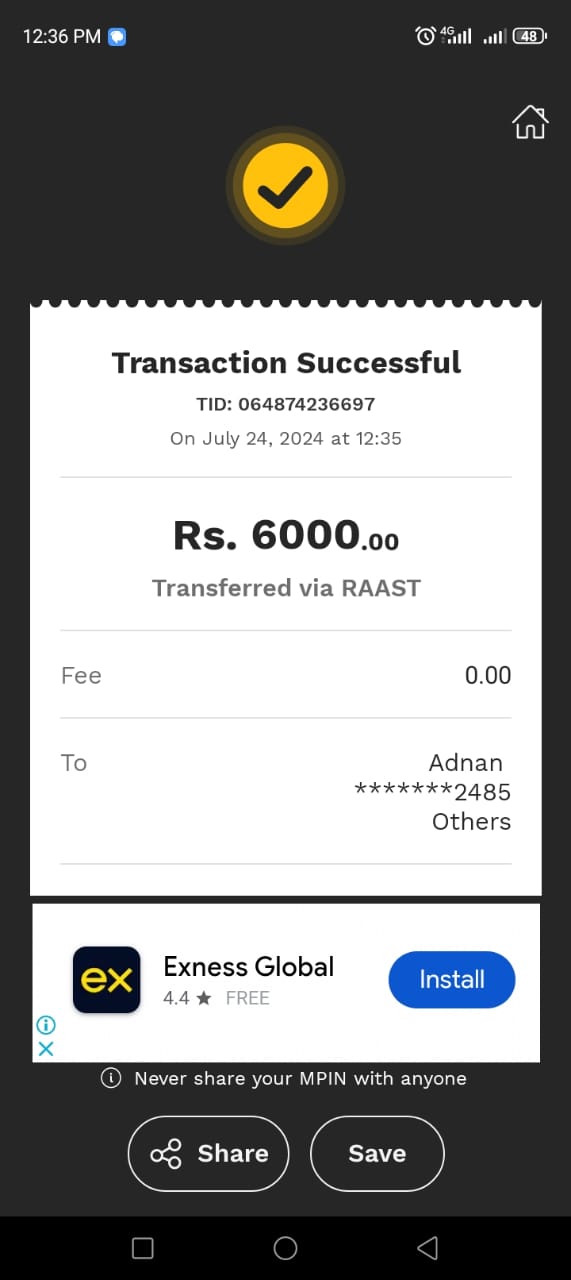 12:36 PM
4G
48
Transaction Successful
TID: 064874236697
On July 24, 2024 at 12:35
Rs. 6000.00
Transferred via RAAST
Fee 0.00
To Adnan
*******2485
Others
ex
Exness Global
4.4 ★ FREE
Install
Never share your MPIN with anyone
Share
Save